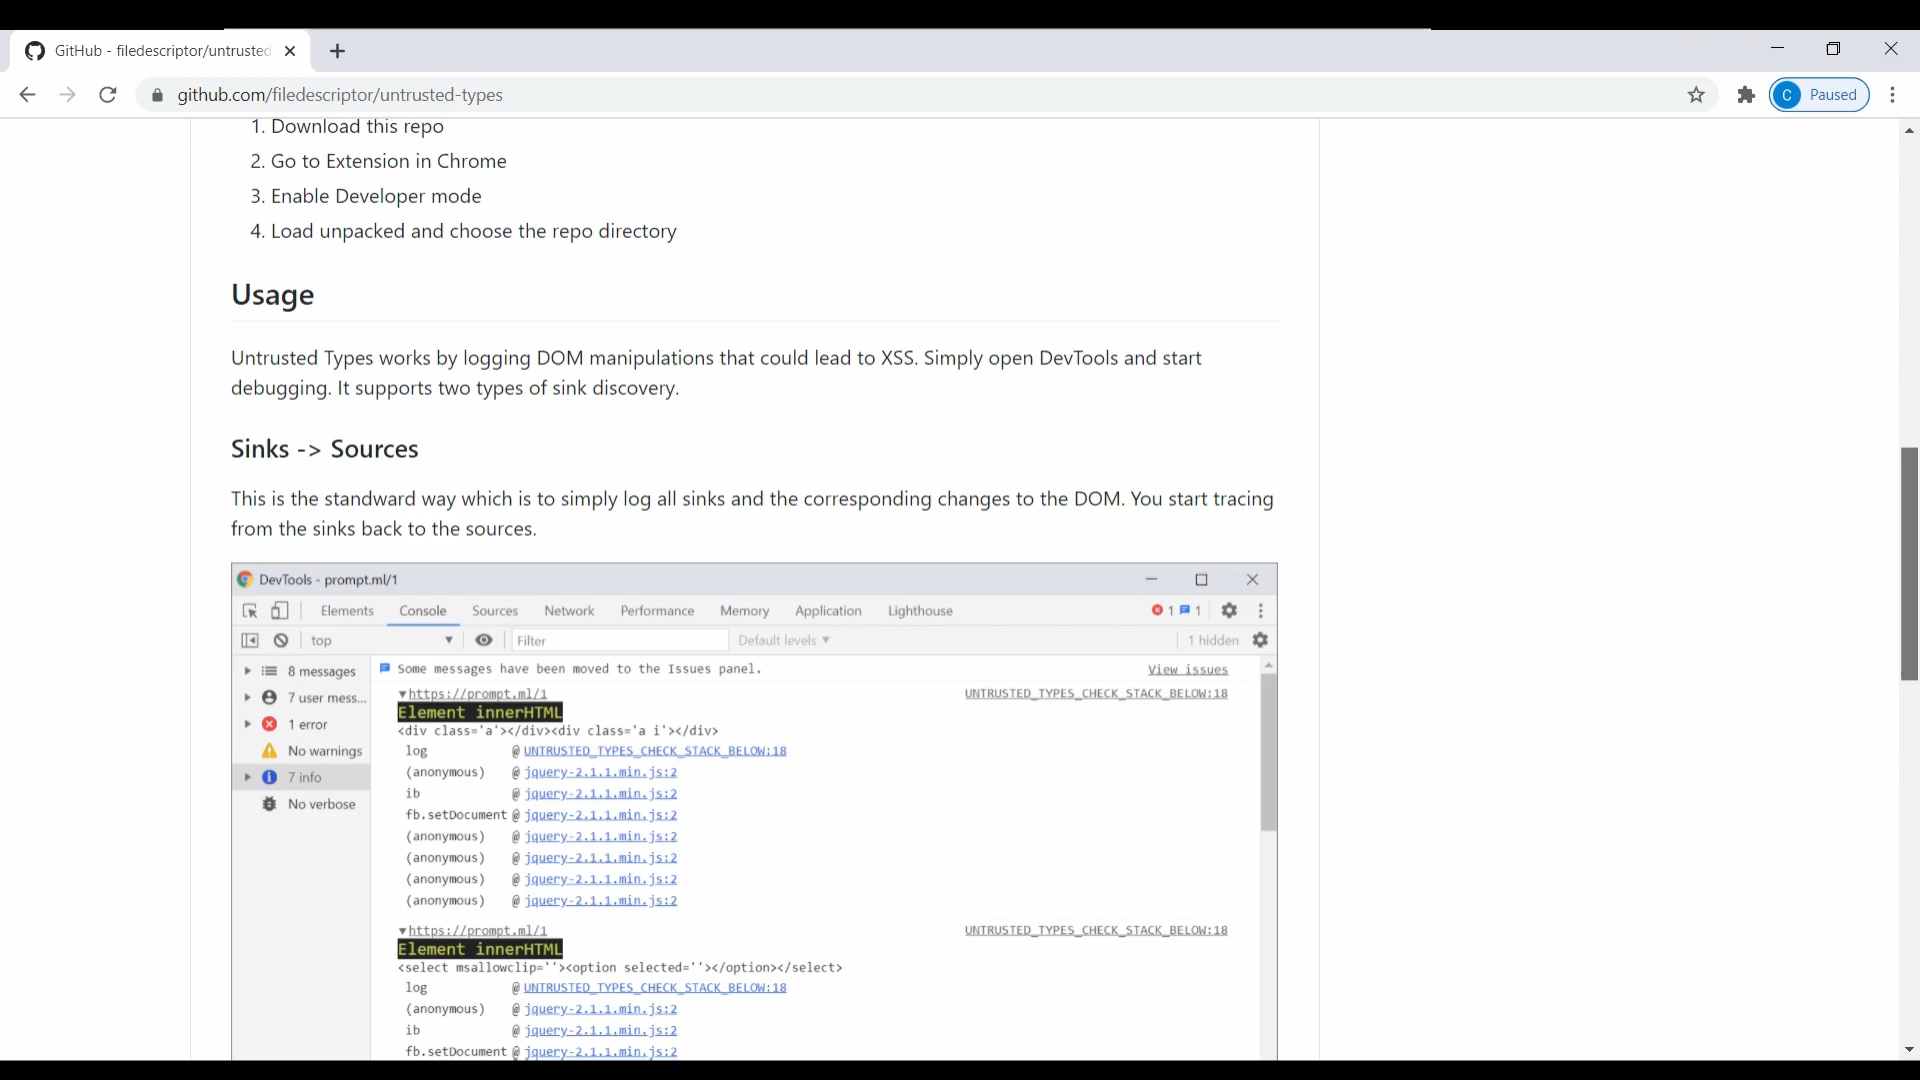 GitHub - filedescriptor/untrusted
github.com/filedescriptor/untrusted-types
C Paused
1. Download this repo
2. Go to Extension in Chrome
3. Enable Developer mode
4. Load unpacked and choose the repo directory
Usage
Untrusted Types works by logging DOM manipulations that could lead to XSS. Simply open DevTools and start
debugging. It supports two types of sink discovery.
Sinks -> Sources
This is the standward way which is to simply log all sinks and the corresponding changes to the DOM. You start tracing
from the sinks back to the sources.
DevTools - prompt.ml/1
Elements Console Sources Network Performance Memory Application Lighthouse 1 1
top Filter Default levels 1 hidden
8 messages
7 user mess...
1 error
No warnings
7 info
No verbose
Some messages have been moved to the Issues panel. View issues
https://prompt.ml/1 UNTRUSTED_TYPES_CHECK_STACK_BELOW:18
Element innerHTML
<div class='a'></div><div class='a i'></div>
log @ UNTRUSTED_TYPES_CHECK_STACK_BELOW:18
(anonymous) @ jquery-2.1.1.min.js:2
ib @ jquery-2.1.1.min.js:2
fb.setDocument @ jquery-2.1.1.min.js:2
(anonymous) @ jquery-2.1.1.min.js:2
(anonymous) @ jquery-2.1.1.min.js:2
(anonymous) @ jquery-2.1.1.min.js:2
(anonymous) @ jquery-2.1.1.min.js:2
https://prompt.ml/1 UNTRUSTED_TYPES_CHECK_STACK_BELOW:18
Element innerHTML
<select msallowclip=''><option selected=''></option></select>
log @ UNTRUSTED_TYPES_CHECK_STACK_BELOW:18
(anonymous) @ jquery-2.1.1.min.js:2
ib @ jquery-2.1.1.min.js:2
fb.setDocument @ jquery-2.1.1.min.js:2